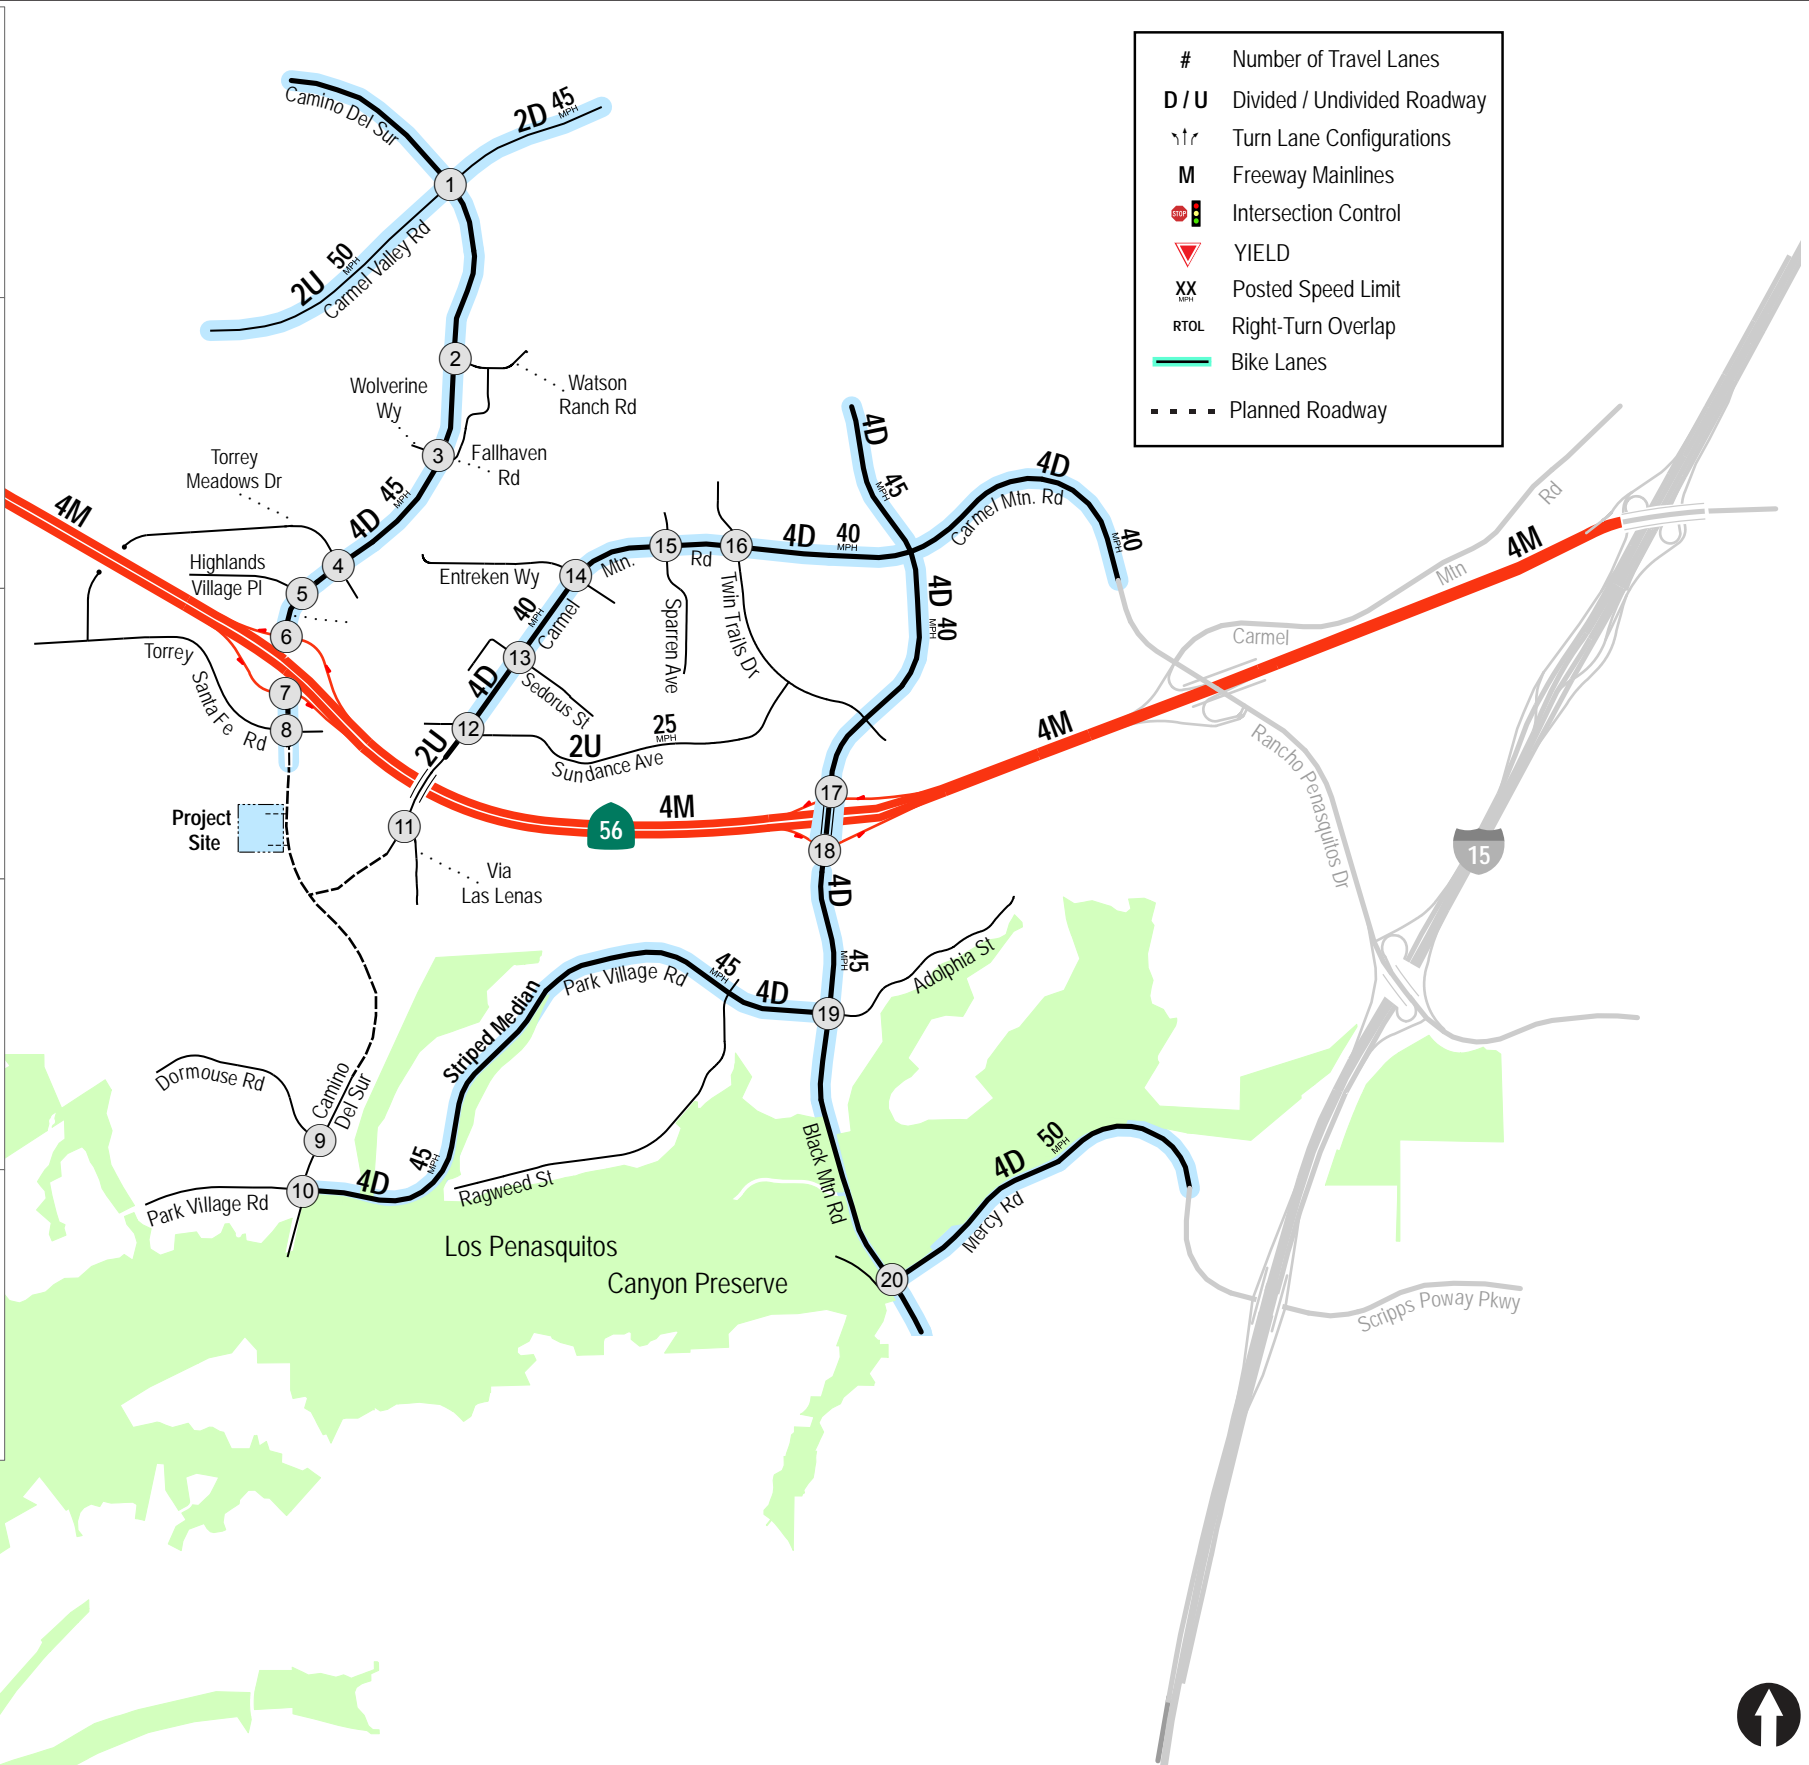 # Number of Travel Lanes
D / U Divided / Undivided Roadway
Turn Lane Configurations
M Freeway Mainlines
STOP Intersection Control
YIELD
XX MPH Posted Speed Limit
RTOL Right-Turn Overlap
Bike Lanes
Planned Roadway
Camino Del Sur
2D 45 MPH
1
2U 50 MPH
Carmel Valley Rd
2
Watson
Ranch Rd
Wolverine
Wy
3
Fallhaven
Rd
Torrey
Meadows Dr
45 MPH
4D
4M
4
Highlands
Village Pl
5
6
Torrey
Santa Fe Rd
7
8
Project
Site
Entreken Wy
14
Mtn.
15
Rd
16
4D 40 MPH
4D
45 MPH
Carmel Mtn. Rd
4D
40 MPH
4D 40 MPH
40 MPH
Carmel
13
Sedorus St
Sparren Ave
Twin Trails Dr
4D
12
2U
2U 25 MPH
Sundance Ave
4M
56
11
Via
Las Lenas
17
18
4D
4M
4M
Carmel
Mtn
Rd
Rancho Penasquitos Dr
15
45 MPH
Adolphia St
Park Village Rd
45 MPH
4D
19
Striped Median
Dormouse Rd
Camino
Del Sur
9
10
4D
45 MPH
Park Village Rd
Ragweed St
Black Mtn Rd
4D
50 MPH
Mercy Rd
20
Los Penasquitos
Canyon Preserve
Scripps Poway Pkwy